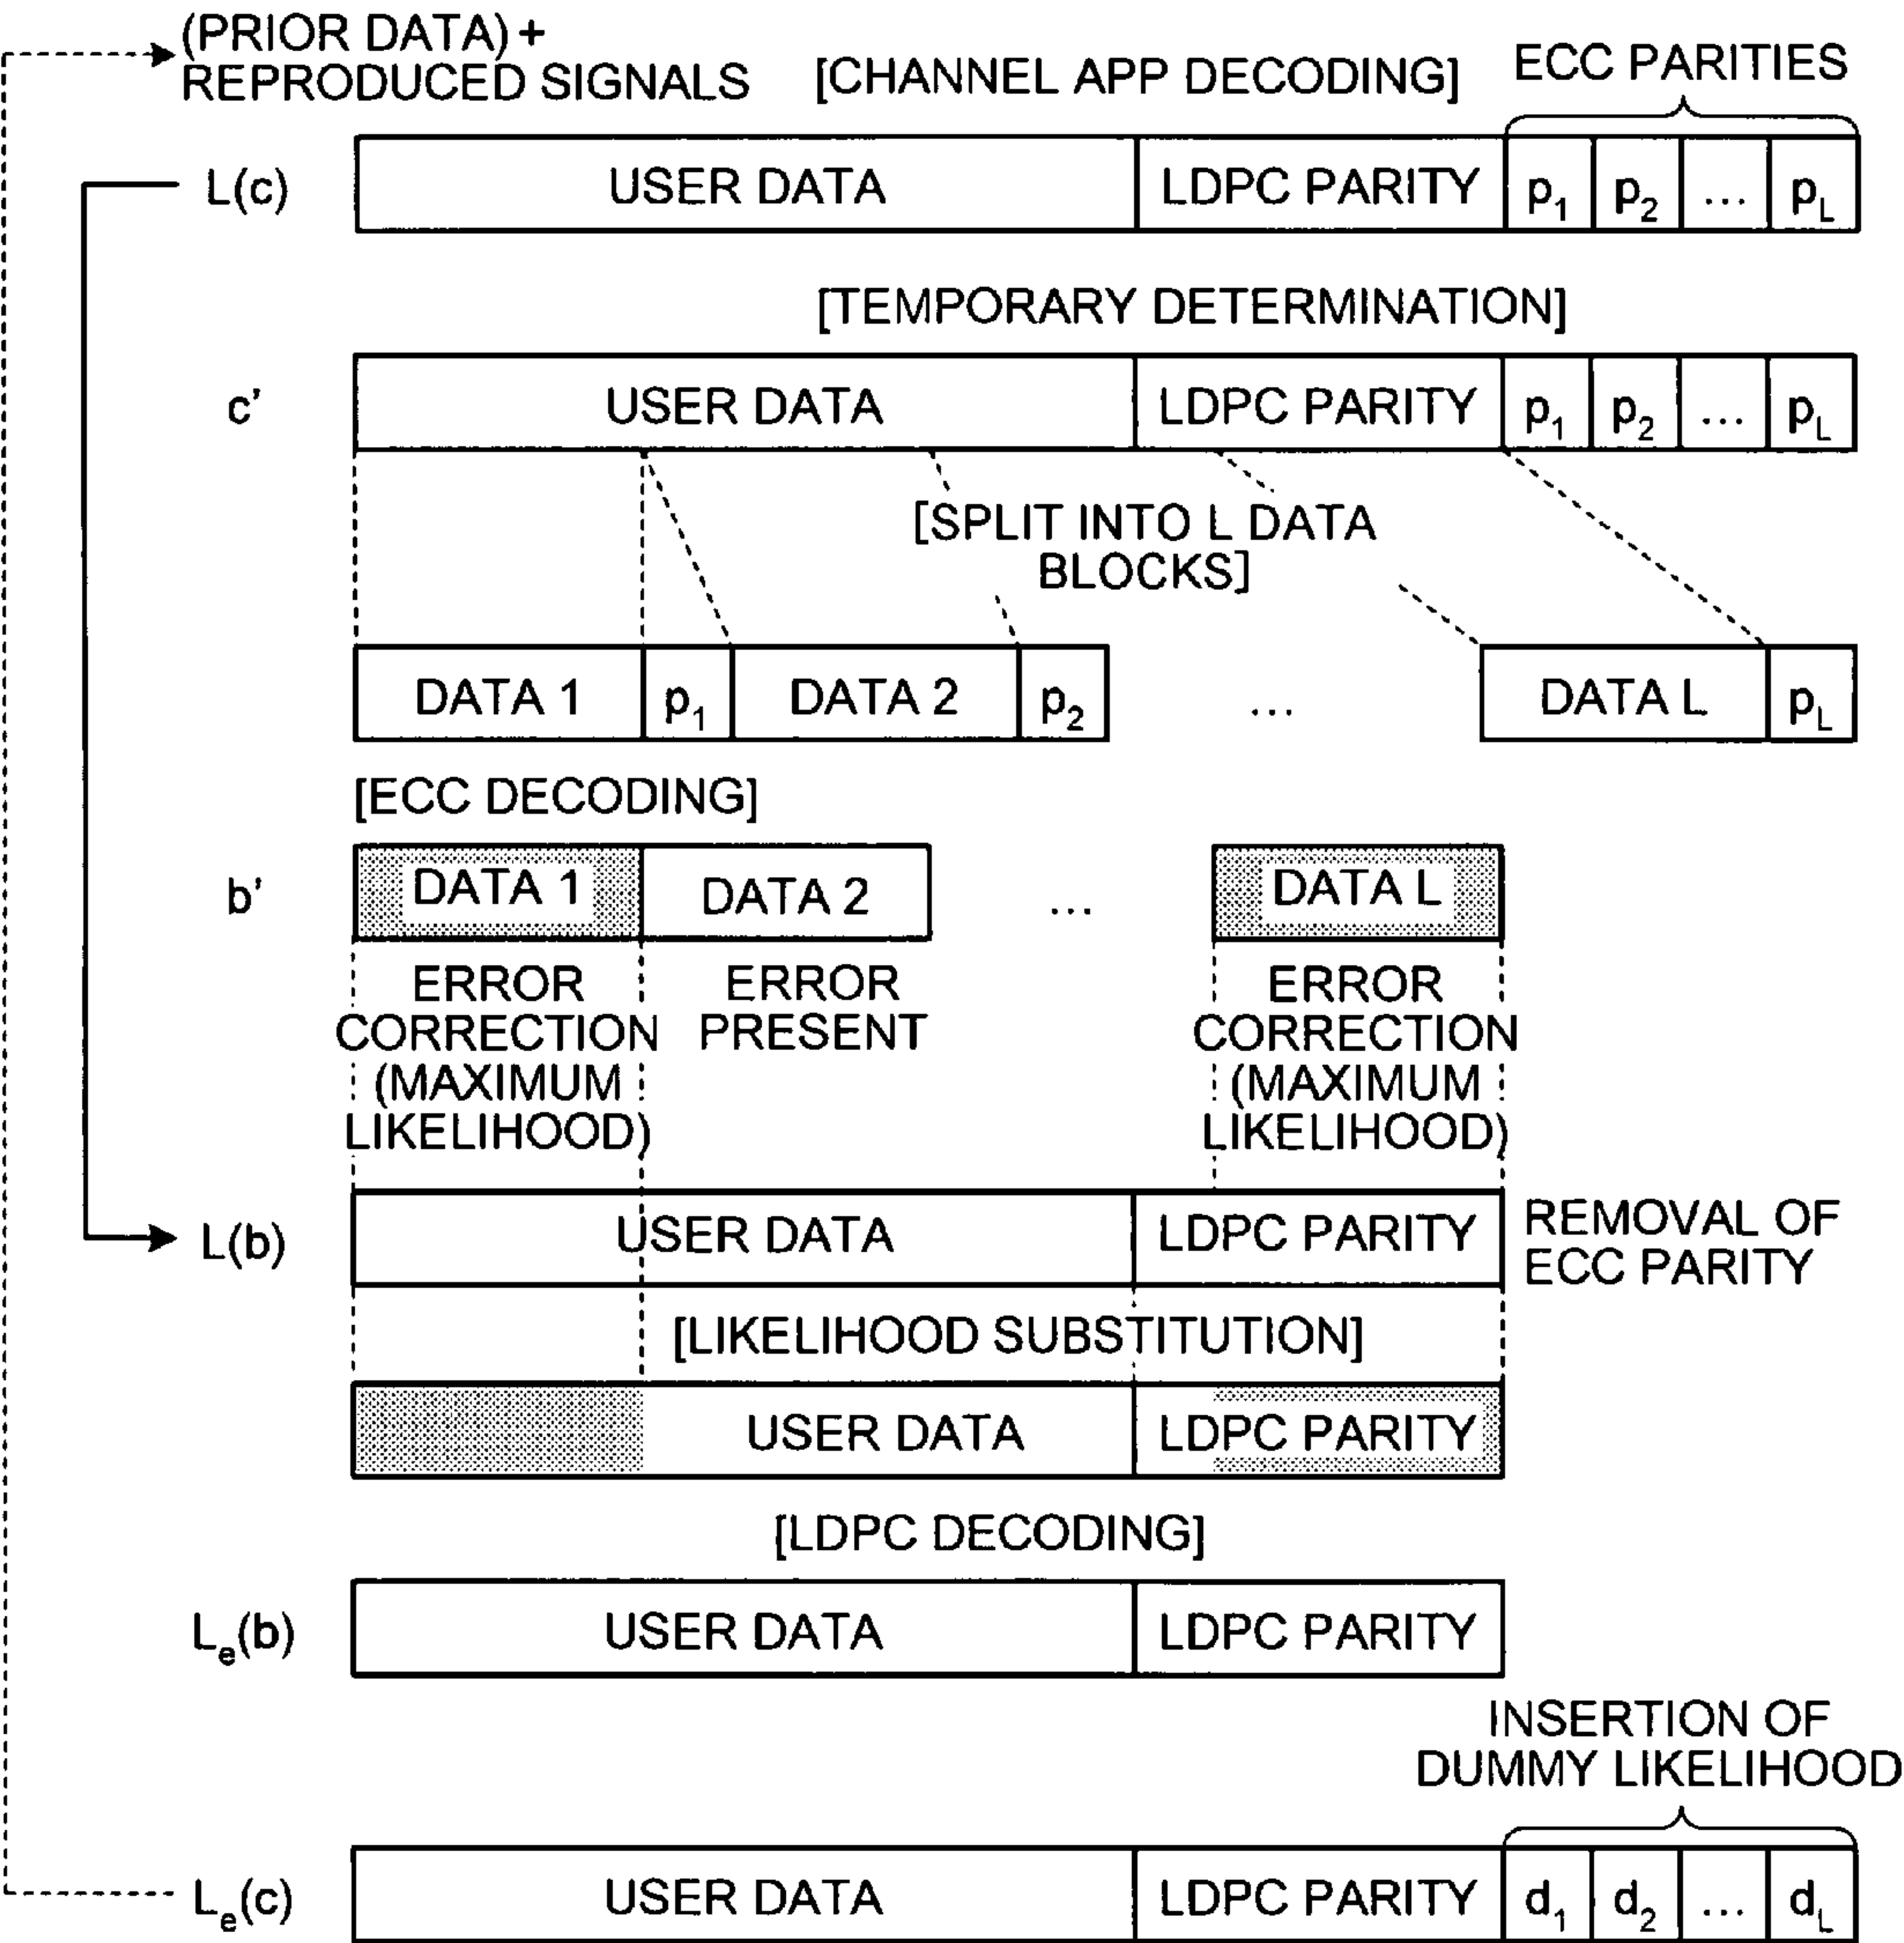 (PRIOR DATA) +
REPRODUCED SIGNALS
[CHANNEL APP DECODING]
ECC PARITIES
L(c) USER DATA LDPC PARITY p1 p2 ... pL
[TEMPORARY DETERMINATION]
c' USER DATA LDPC PARITY p1 p2 ... pL
[SPLIT INTO L DATA
BLOCKS]
DATA 1 p1 DATA 2 p2 ... DATA L pL
[ECC DECODING]
b' DATA 1 DATA 2 ... DATA L
ERROR
CORRECTION
(MAXIMUM
LIKELIHOOD)
ERROR
PRESENT
ERROR
CORRECTION
(MAXIMUM
LIKELIHOOD)
L(b) USER DATA LDPC PARITY
REMOVAL OF
ECC PARITY
[LIKELIHOOD SUBSTITUTION]
USER DATA LDPC PARITY
[LDPC DECODING]
Le(b) USER DATA LDPC PARITY
INSERTION OF
DUMMY LIKELIHOOD
Le(c) USER DATA LDPC PARITY d1 d2 ... dL